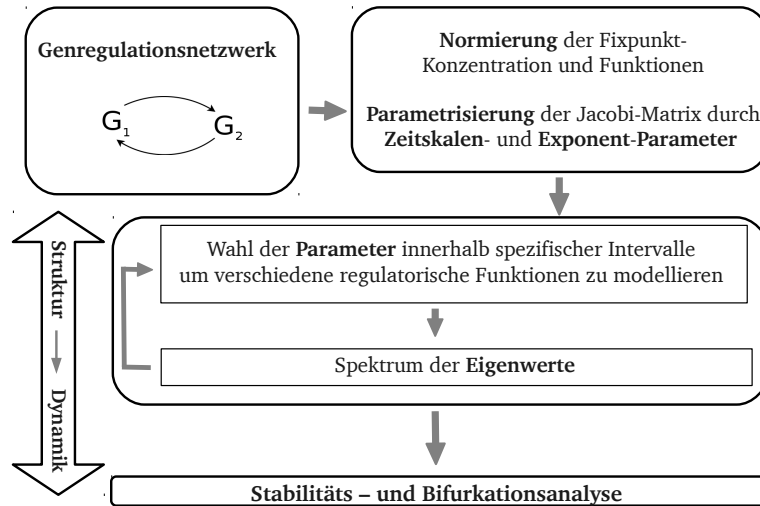 Genregulationsnetzwerk
G1
G2
Normierung der Fixpunkt-
Konzentration und Funktionen
Parametrisierung der Jacobi-Matrix durch
Zeitskalen- und Exponent-Parameter
Struktur → Dynamik
Wahl der Parameter innerhalb spezifischer Intervalle
um verschiedene regulatorische Funktionen zu modellieren
Spektrum der Eigenwerte
Stabilitäts – und Bifurkationsanalyse